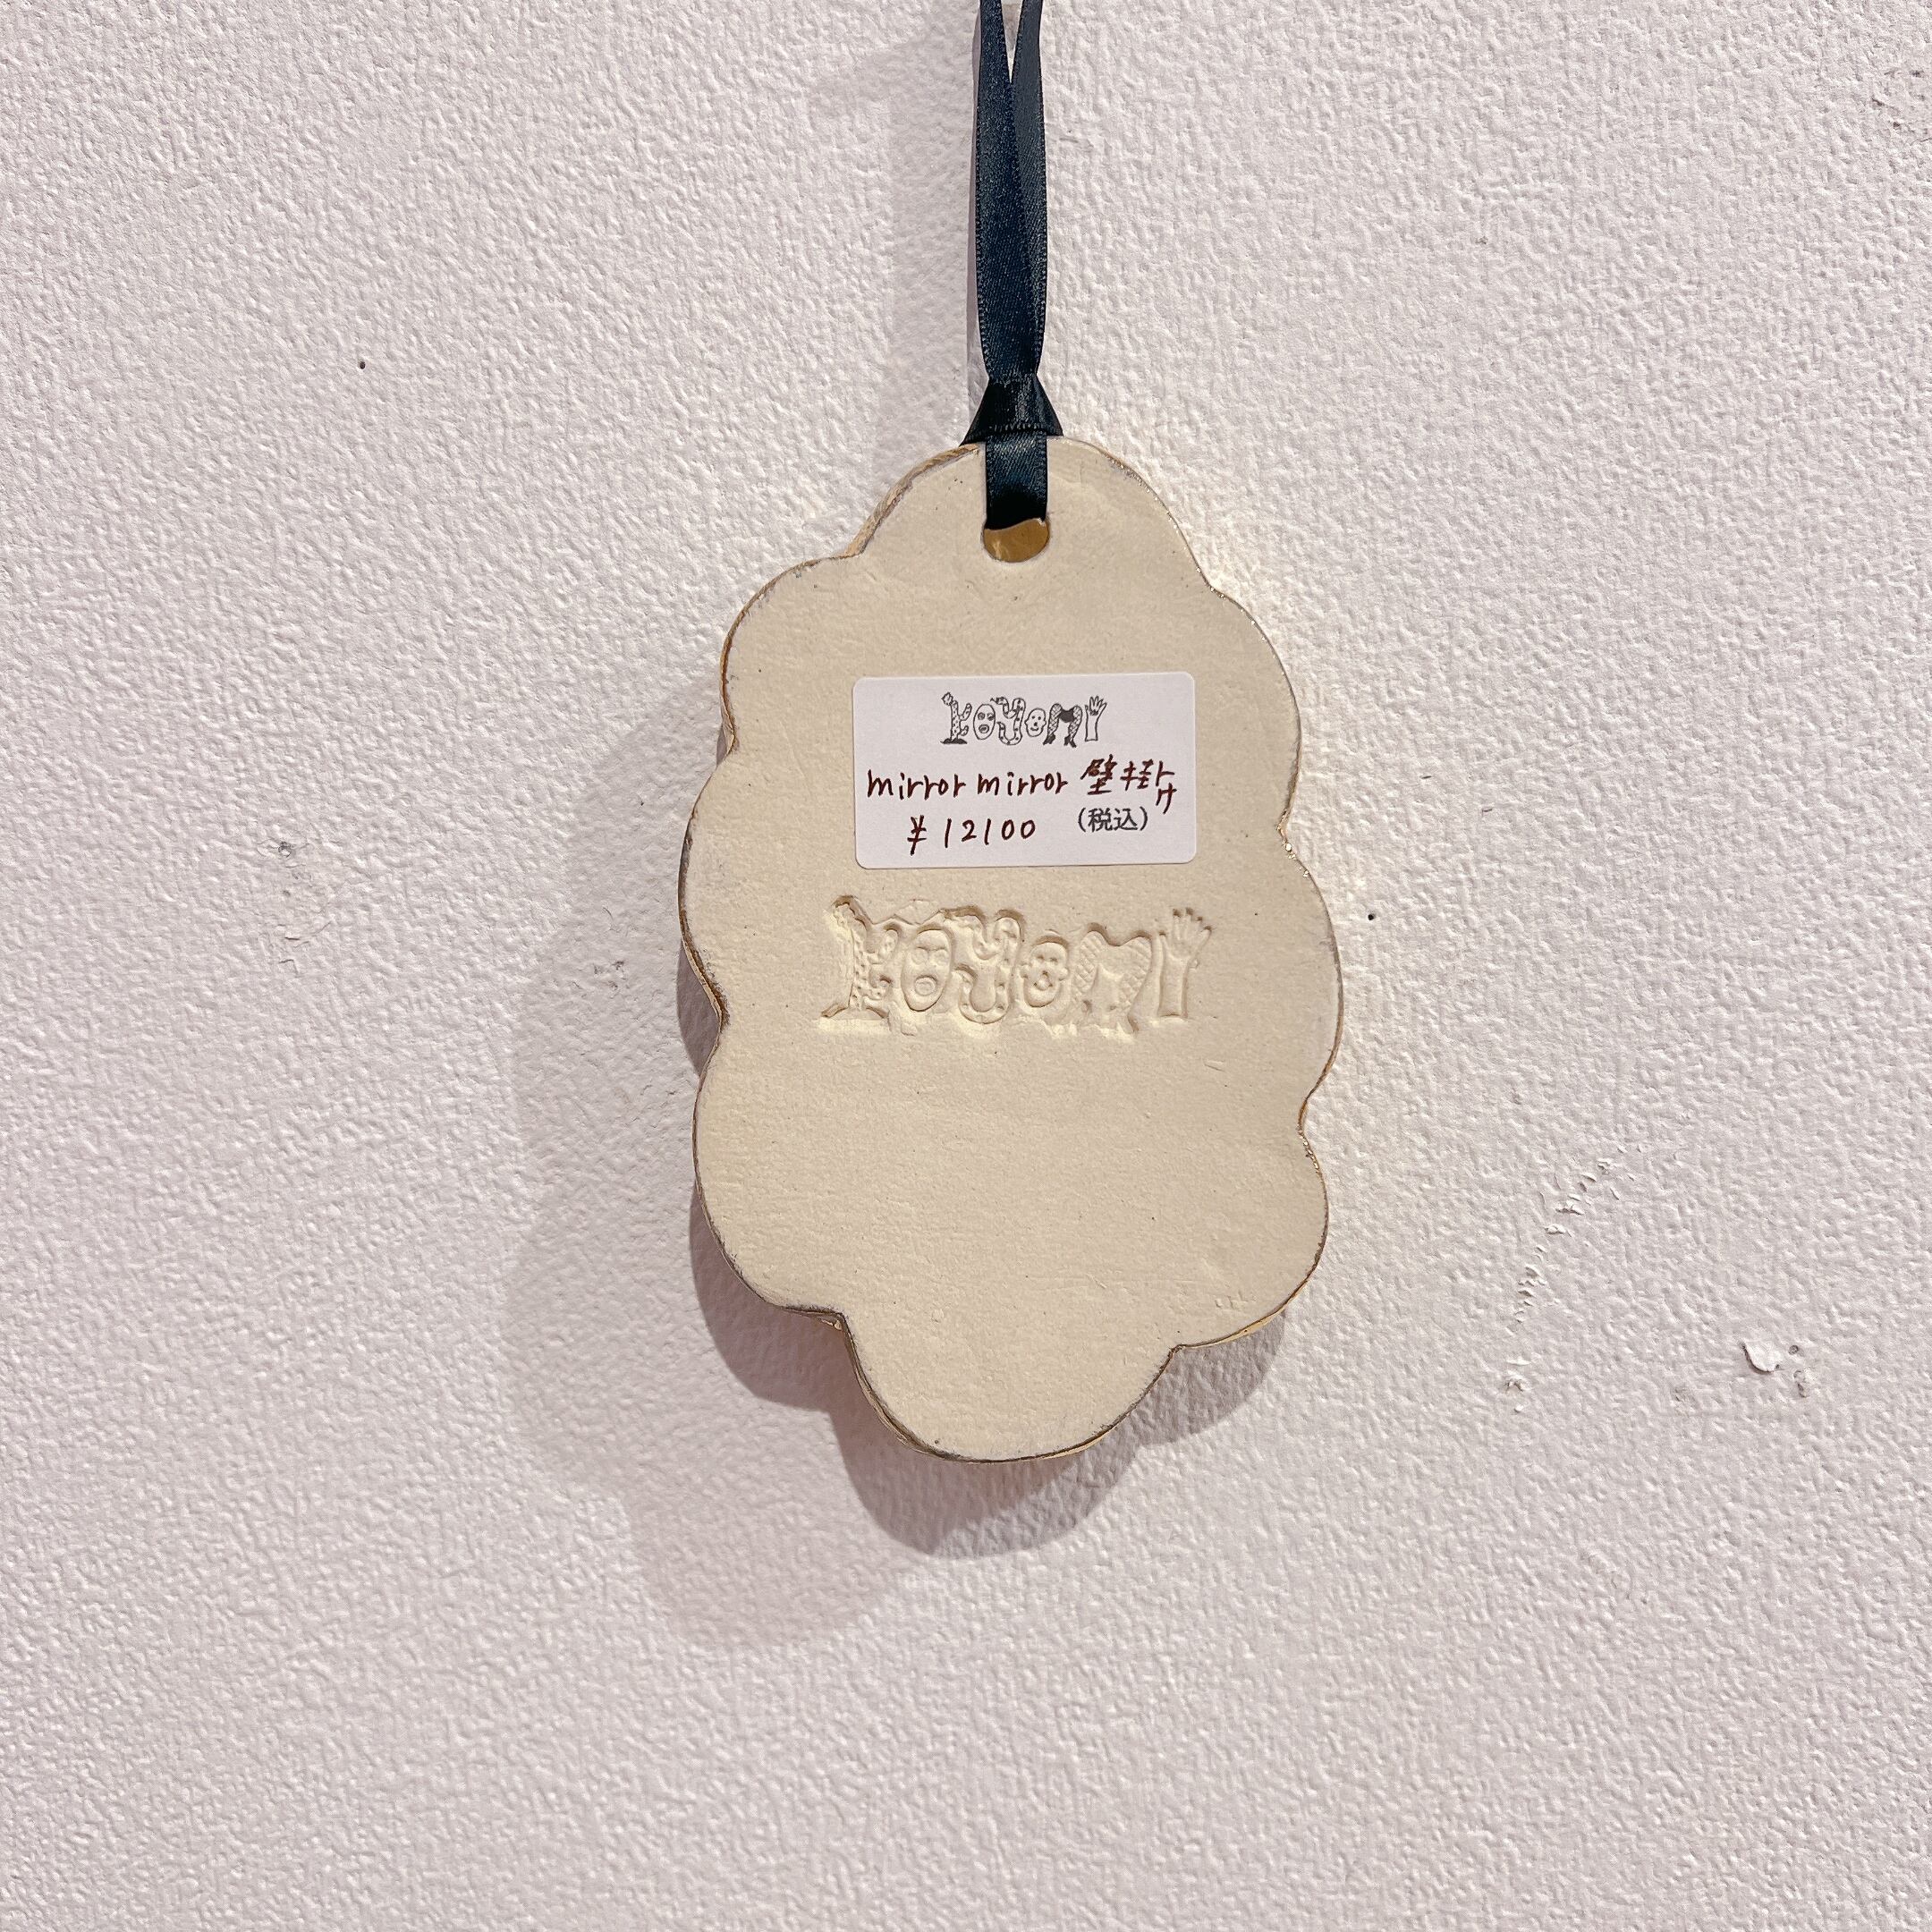 KOYOMI
mirror mirror 壁掛け
¥12100 (税込)
KOYOMI